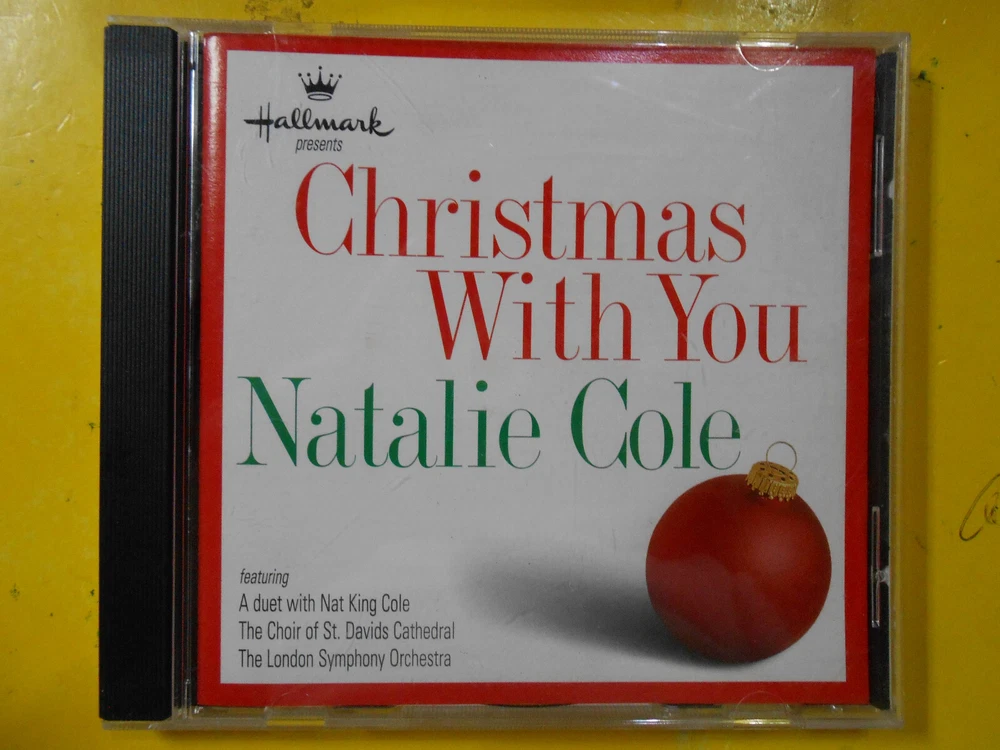 Hallmark
presents
Christmas
With You
Natalie Cole
featuring
A duet with Nat King Cole
The Choir of St. Davids Cathedral
The London Symphony Orchestra